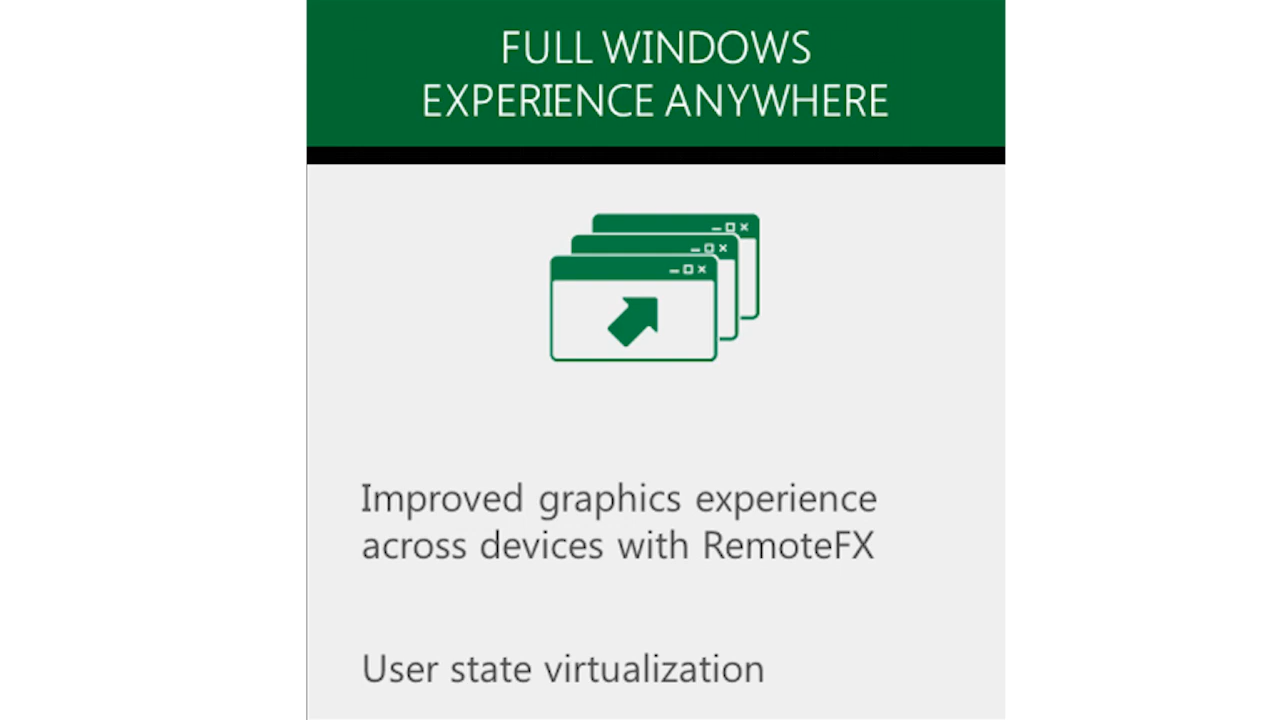 FULL WINDOWS
EXPERIENCE ANYWHERE
Improved graphics experience
across devices with RemoteFX
User state virtualization